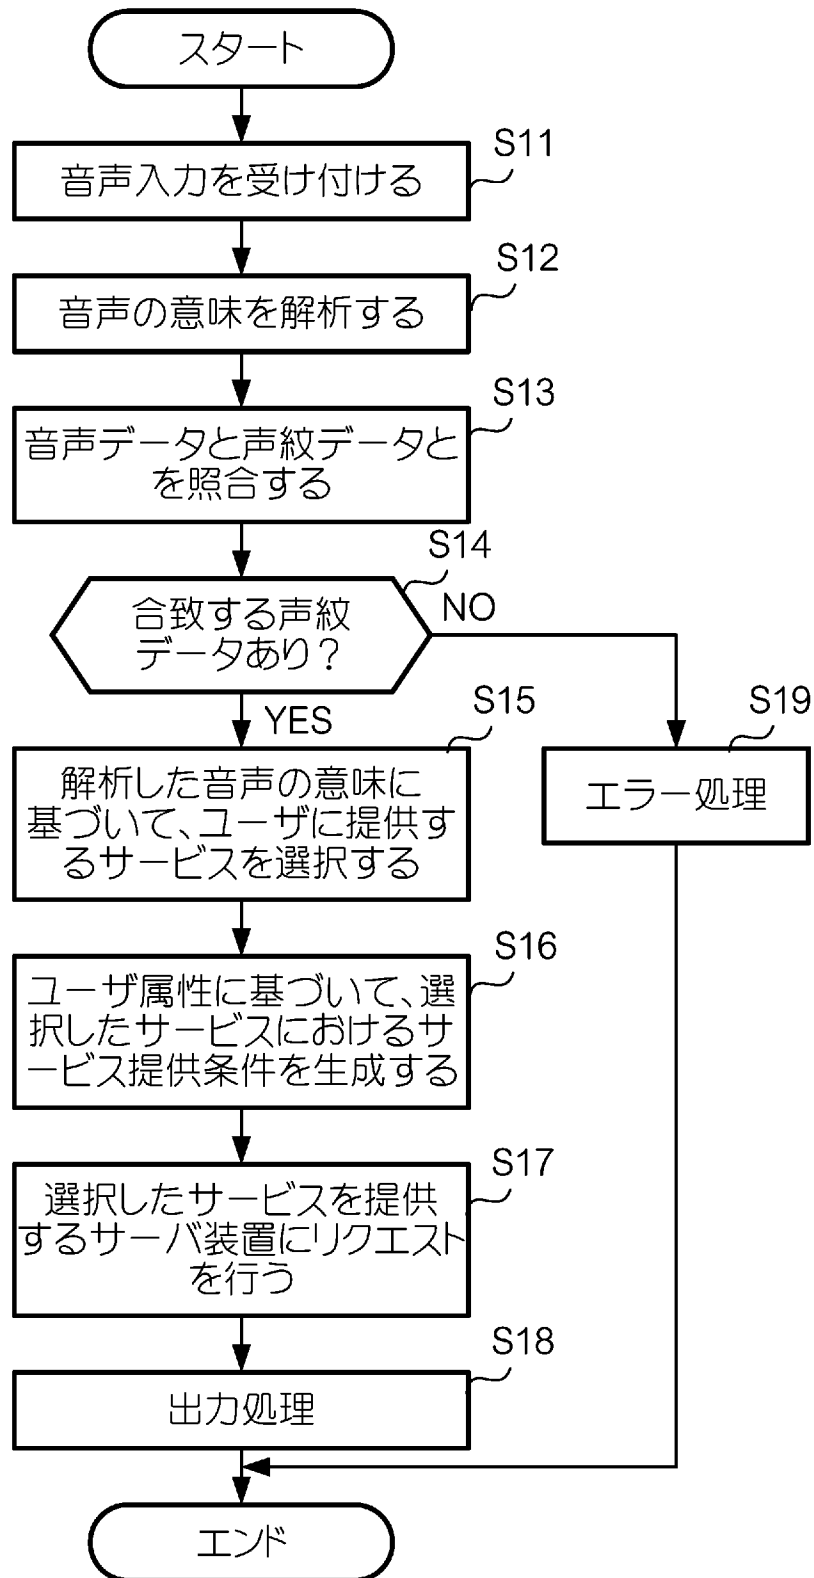 スタート
S11
音声入力を受け付ける
S12
音声の意味を解析する
S13
音声データと声紋データと
を照合する
S14
合致する声紋
データあり？
NO
YES
S15
解析した音声の意味に
基づいて、ユーザに提供す
るサービスを選択する
S19
エラー処理
S16
ユーザ属性に基づいて、選
択したサービスにおけるサ
ービス提供条件を生成する
S17
選択したサービスを提供
するサーバ装置にリクエスト
を行う
S18
出力処理
エンド